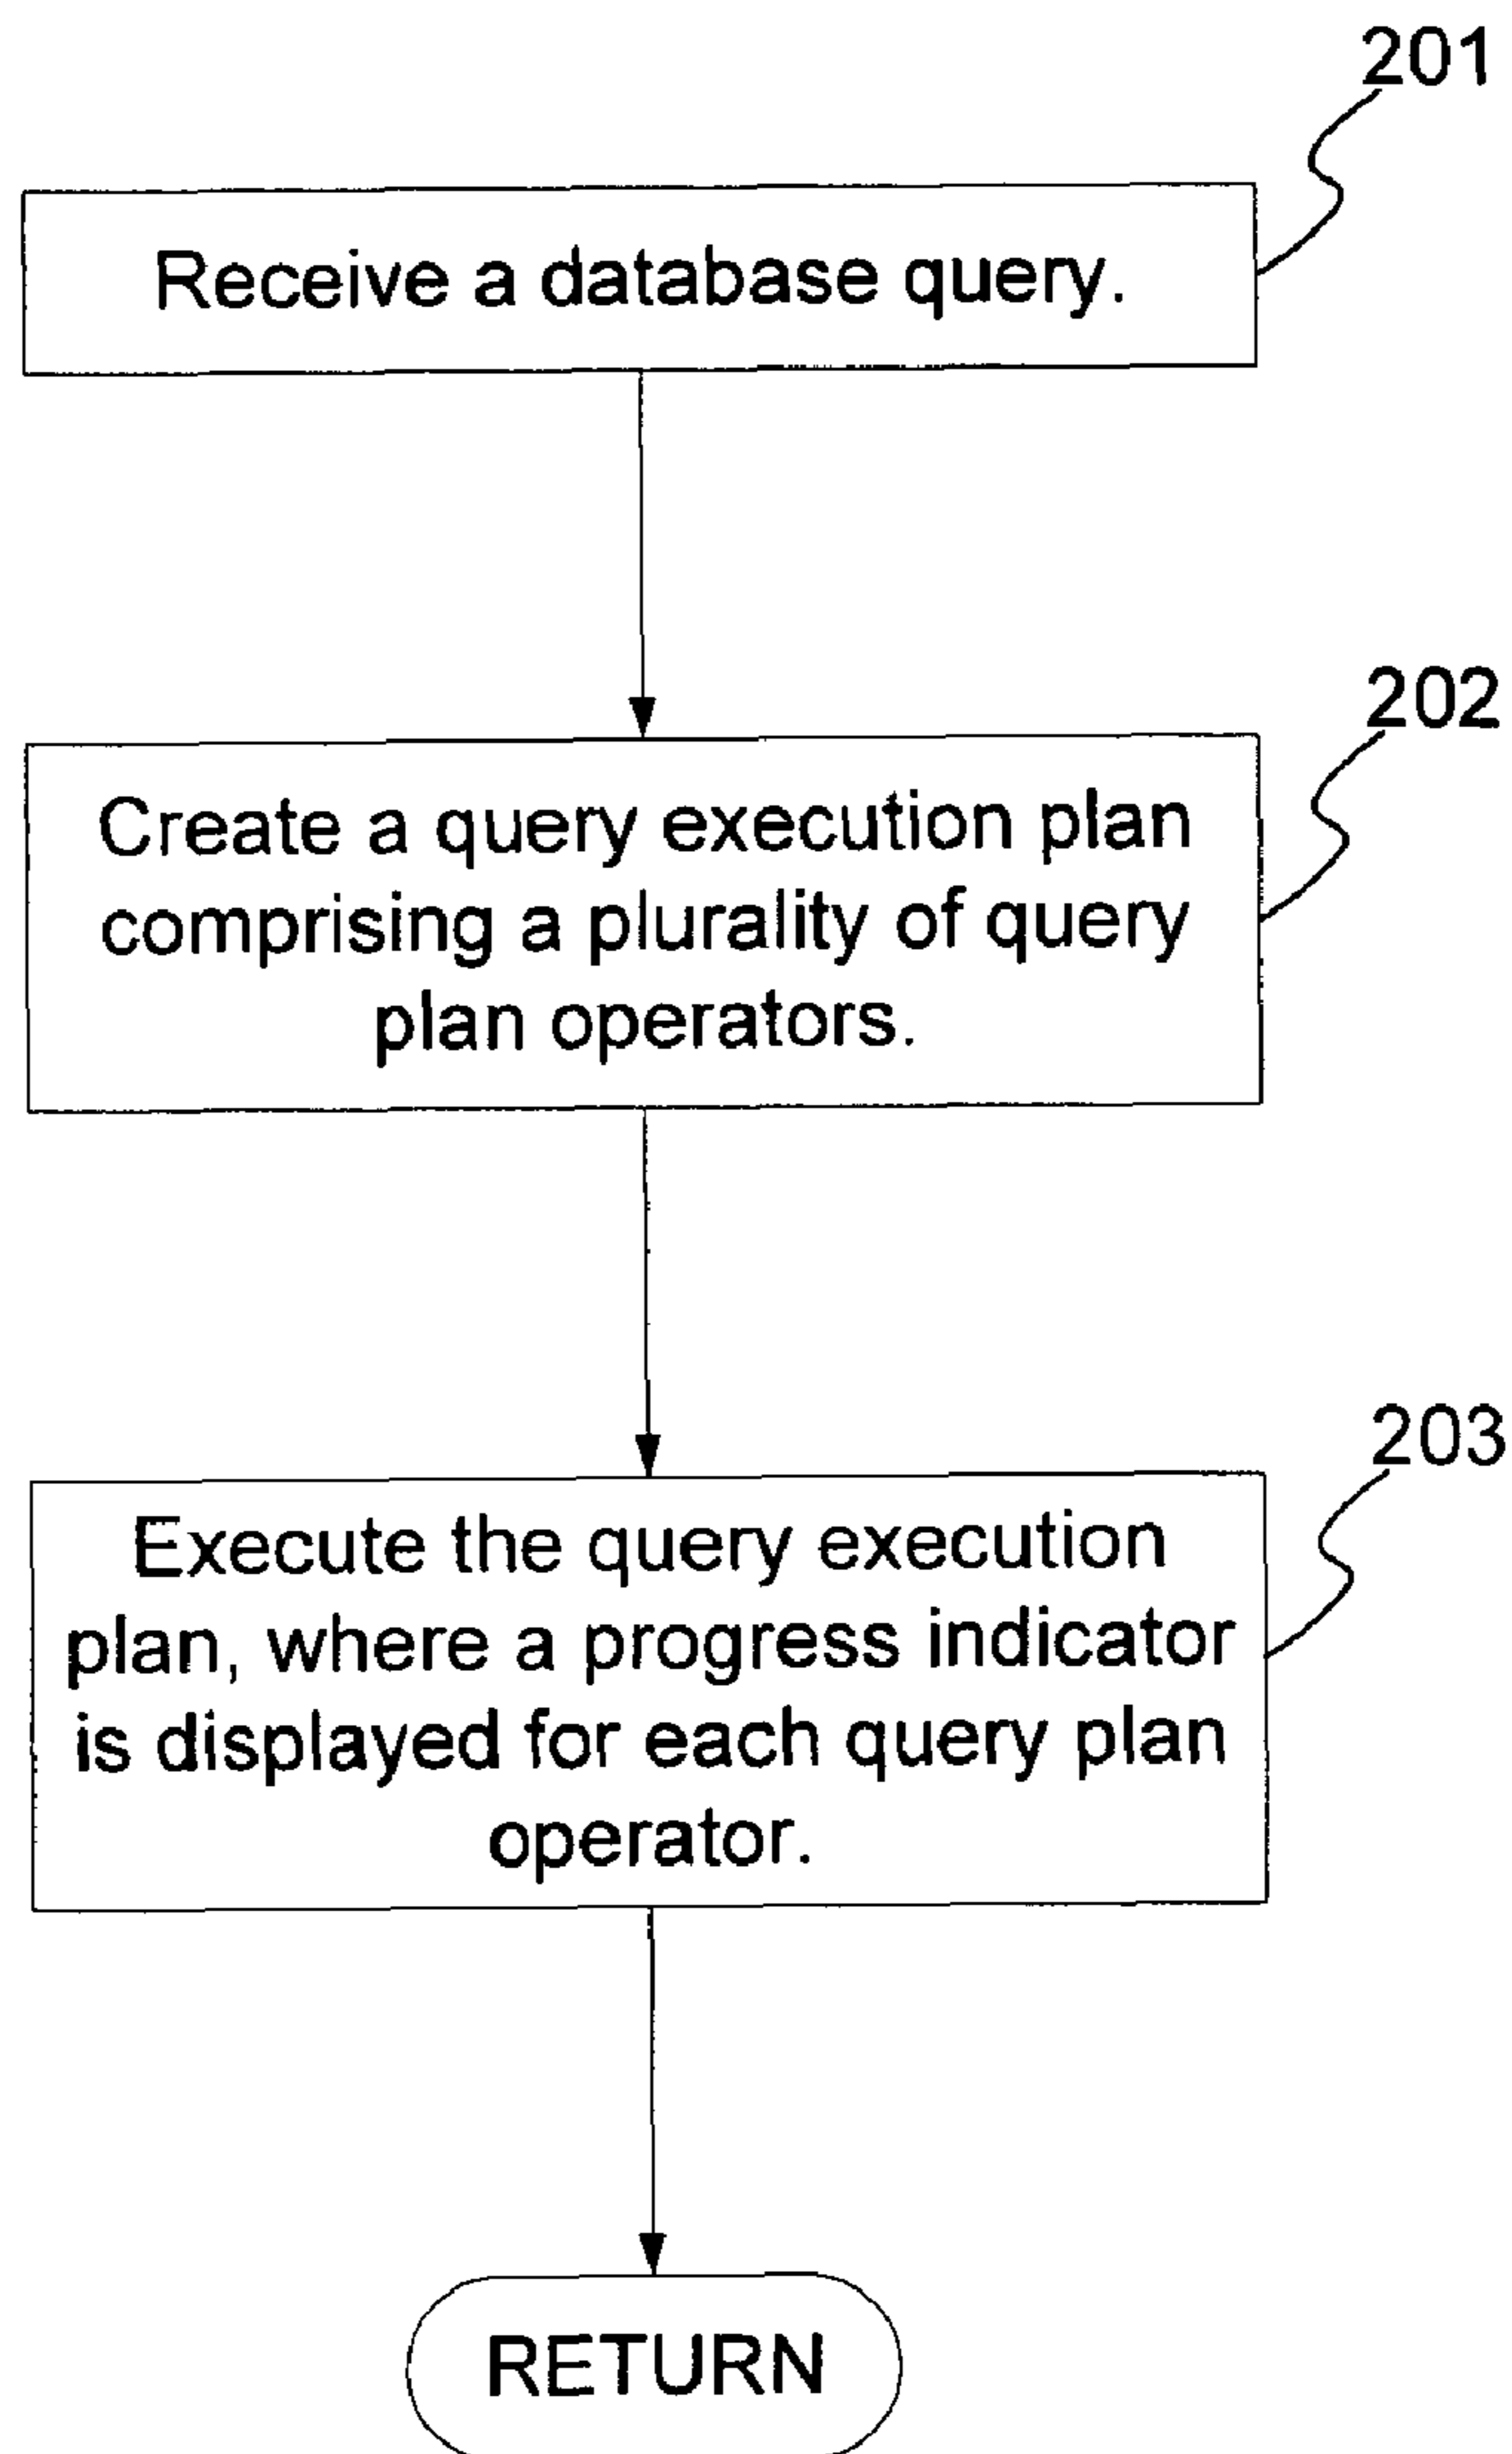 201
Receive a database query.
202
Create a query execution plan
comprising a plurality of query
plan operators.
203
Execute the query execution
plan, where a progress indicator
is displayed for each query plan
operator.
RETURN